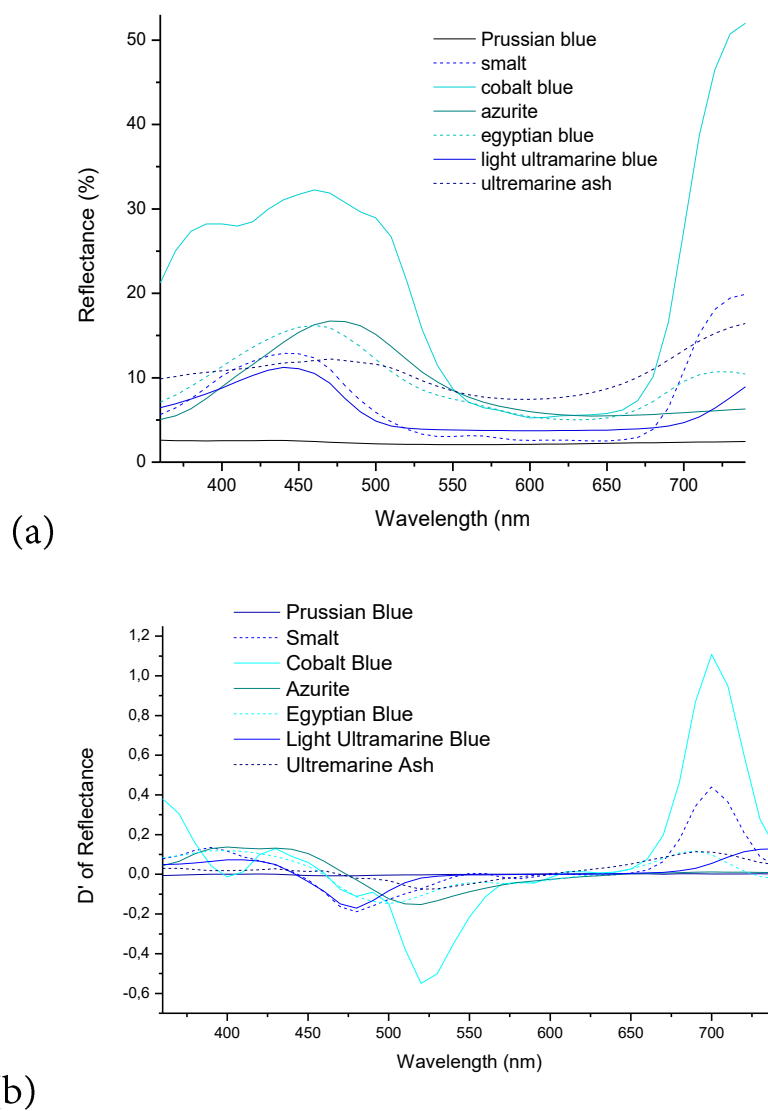 50
40
30
20
10
0
Reflectance (%)
Prussian blue
smalt
cobalt blue
azurite
egyptian blue
light ultramarine blue
ultremarine ash
400 450 500 550 600 650 700
Wavelength (nm
(a)
Prussian Blue
Smalt
Cobalt Blue
Azurite
Egyptian Blue
Light Ultramarine Blue
Ultremarine Ash
1,2
1,0
0,8
0,6
0,4
0,2
0,0
-0,2
-0,4
-0,6
D' of Reflectance
400 450 500 550 600 650 700
Wavelength (nm)
b)